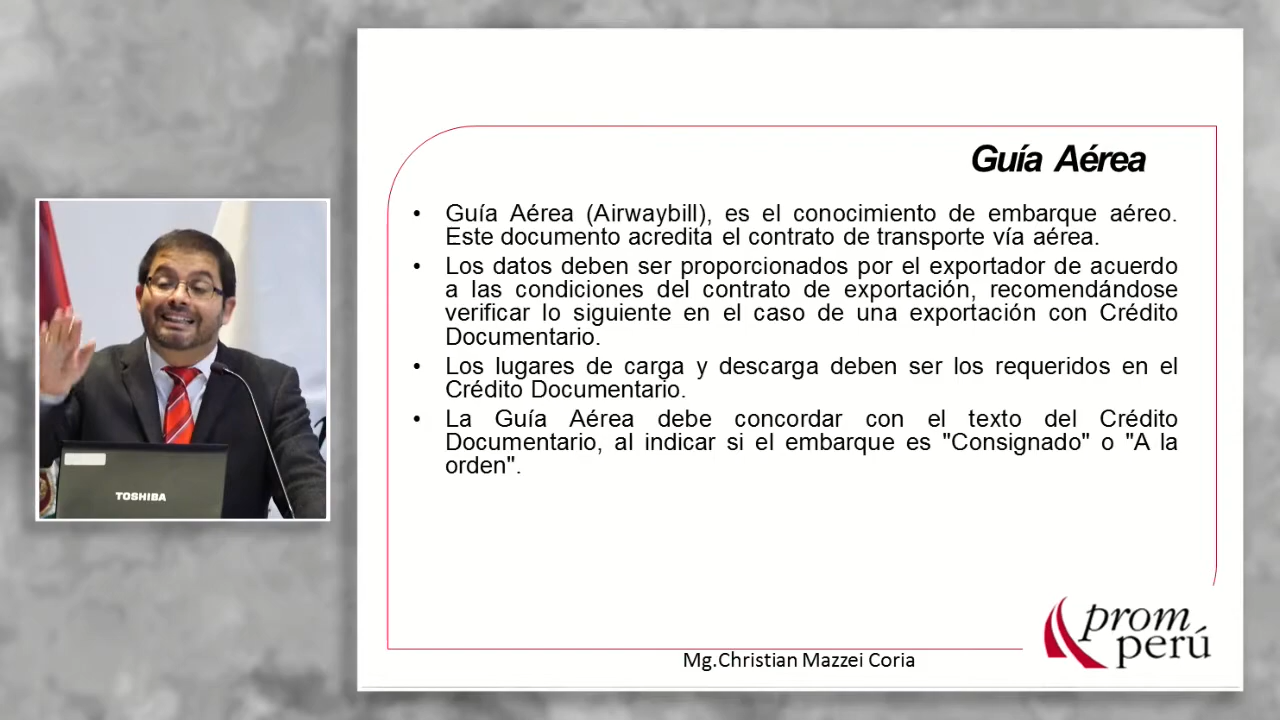 Guía Aérea
• Guía Aérea (Airwaybill), es el conocimiento de embarque aéreo.
Este documento acredita el contrato de transporte vía aérea.
• Los datos deben ser proporcionados por el exportador de acuerdo
a las condiciones del contrato de exportación, recomendándose
verificar lo siguiente en el caso de una exportación con Crédito
Documentario.
• Los lugares de carga y descarga deben ser los requeridos en el
Crédito Documentario.
• La Guía Aérea debe concordar con el texto del Crédito
Documentario, al indicar si el embarque es "Consignado" o "A la
orden".
TOSHIBA
prom
perú
Mg.Christian Mazzei Coria